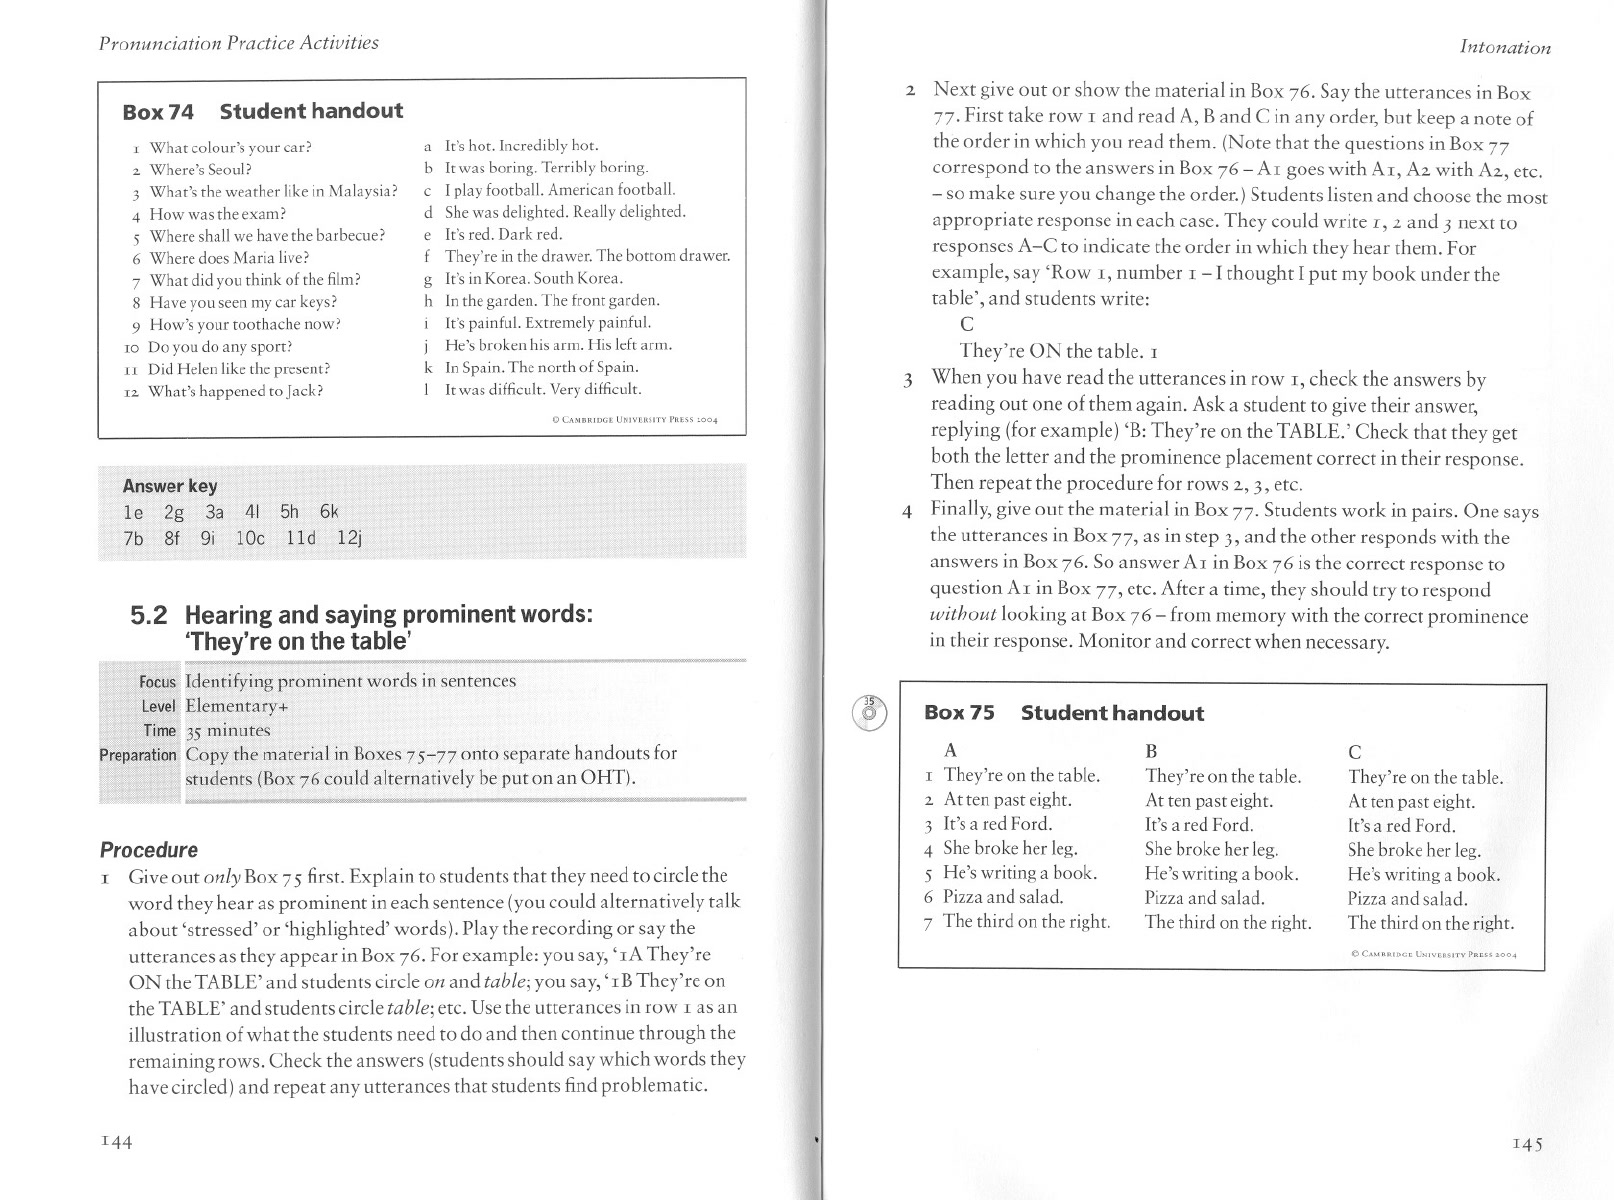 Pronunciation Practice Activities
Box 74 Student handout
1 What colour's your car?
2 Where's Seoul?
3 What's the weather like in Malaysia?
4 How was the exam?
5 Where shall we have the barbecue?
6 Where does Maria live?
7 What did you think of the film?
8 Have you seen my car keys?
9 How's your toothache now?
10 Do you do any sport?
11 Did Helen like the present?
12 What's happened to Jack?
a It's hot. Incredibly hot.
b It was boring. Terribly boring.
c I play football. American football.
d She was delighted. Really delighted.
e It's red. Dark red.
f They're in the drawer. The bottom drawer.
g It's in Korea. South Korea.
h In the garden. The front garden.
i It's painful. Extremely painful.
j He's broken his arm. His left arm.
k In Spain. The north of Spain.
l It was difficult. Very difficult.
© CAMBRIDGE UNIVERSITY PRESS 2004
Answer key
1e 2g 3a 4l 5h 6k
7b 8f 9i 10c 11d 12j
5.2 Hearing and saying prominent words:
'They're on the table'
Focus Identifying prominent words in sentences
Level Elementary+
Time 35 minutes
Preparation Copy the material in Boxes 75–77 onto separate handouts for
students (Box 76 could alternatively be put on an OHT).
Procedure
1 Give out only Box 75 first. Explain to students that they need to circle the
word they hear as prominent in each sentence (you could alternatively talk
about 'stressed' or 'highlighted' words). Play the recording or say the
utterances as they appear in Box 76. For example: you say, '1A They're
ON the TABLE' and students circle on and table; you say, '1B They're on
the TABLE' and students circle table; etc. Use the utterances in row 1 as an
illustration of what the students need to do and then continue through the
remaining rows. Check the answers (students should say which words they
have circled) and repeat any utterances that students find problematic.
144
Intonation
2 Next give out or show the material in Box 76. Say the utterances in Box
77. First take row 1 and read A, B and C in any order, but keep a note of
the order in which you read them. (Note that the questions in Box 77
correspond to the answers in Box 76 – A1 goes with A1, A2 with A2, etc.
– so make sure you change the order.) Students listen and choose the most
appropriate response in each case. They could write 1, 2 and 3 next to
responses A–C to indicate the order in which they hear them. For
example, say 'Row 1, number 1 – I thought I put my book under the
table', and students write:
C
They're ON the table. 1
3 When you have read the utterances in row 1, check the answers by
reading out one of them again. Ask a student to give their answer,
replying (for example) 'B: They're on the TABLE.' Check that they get
both the letter and the prominence placement correct in their response.
Then repeat the procedure for rows 2, 3, etc.
4 Finally, give out the material in Box 77. Students work in pairs. One says
the utterances in Box 77, as in step 3, and the other responds with the
answers in Box 76. So answer A1 in Box 76 is the correct response to
question A1 in Box 77, etc. After a time, they should try to respond
without looking at Box 76 – from memory with the correct prominence
in their response. Monitor and correct when necessary.
35
Box 75 Student handout
A B C
1 They're on the table. They're on the table. They're on the table.
2 At ten past eight. At ten past eight. At ten past eight.
3 It's a red Ford. It's a red Ford. It's a red Ford.
4 She broke her leg. She broke her leg. She broke her leg.
5 He's writing a book. He's writing a book. He's writing a book.
6 Pizza and salad. Pizza and salad. Pizza and salad.
7 The third on the right. The third on the right. The third on the right.
© CAMBRIDGE UNIVERSITY PRESS 2004
145